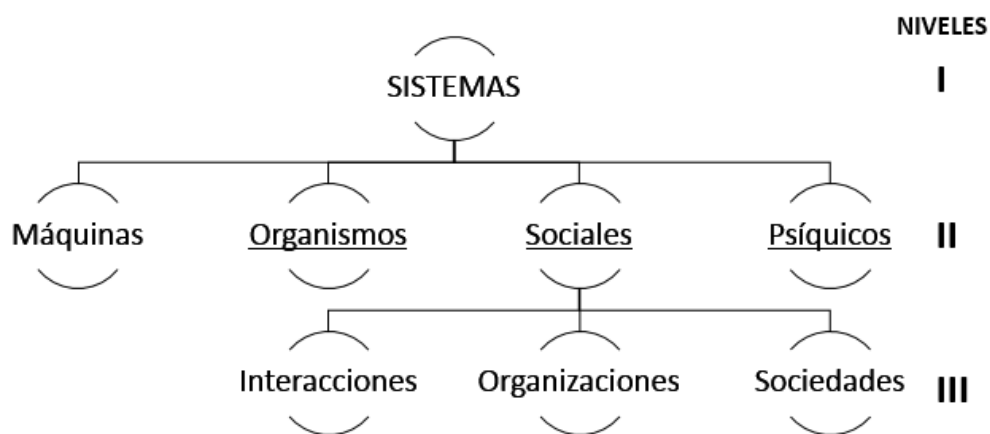 NIVELES
I
SISTEMAS
Máquinas Organismos Sociales Psíquicos II
Interacciones Organizaciones Sociedades III